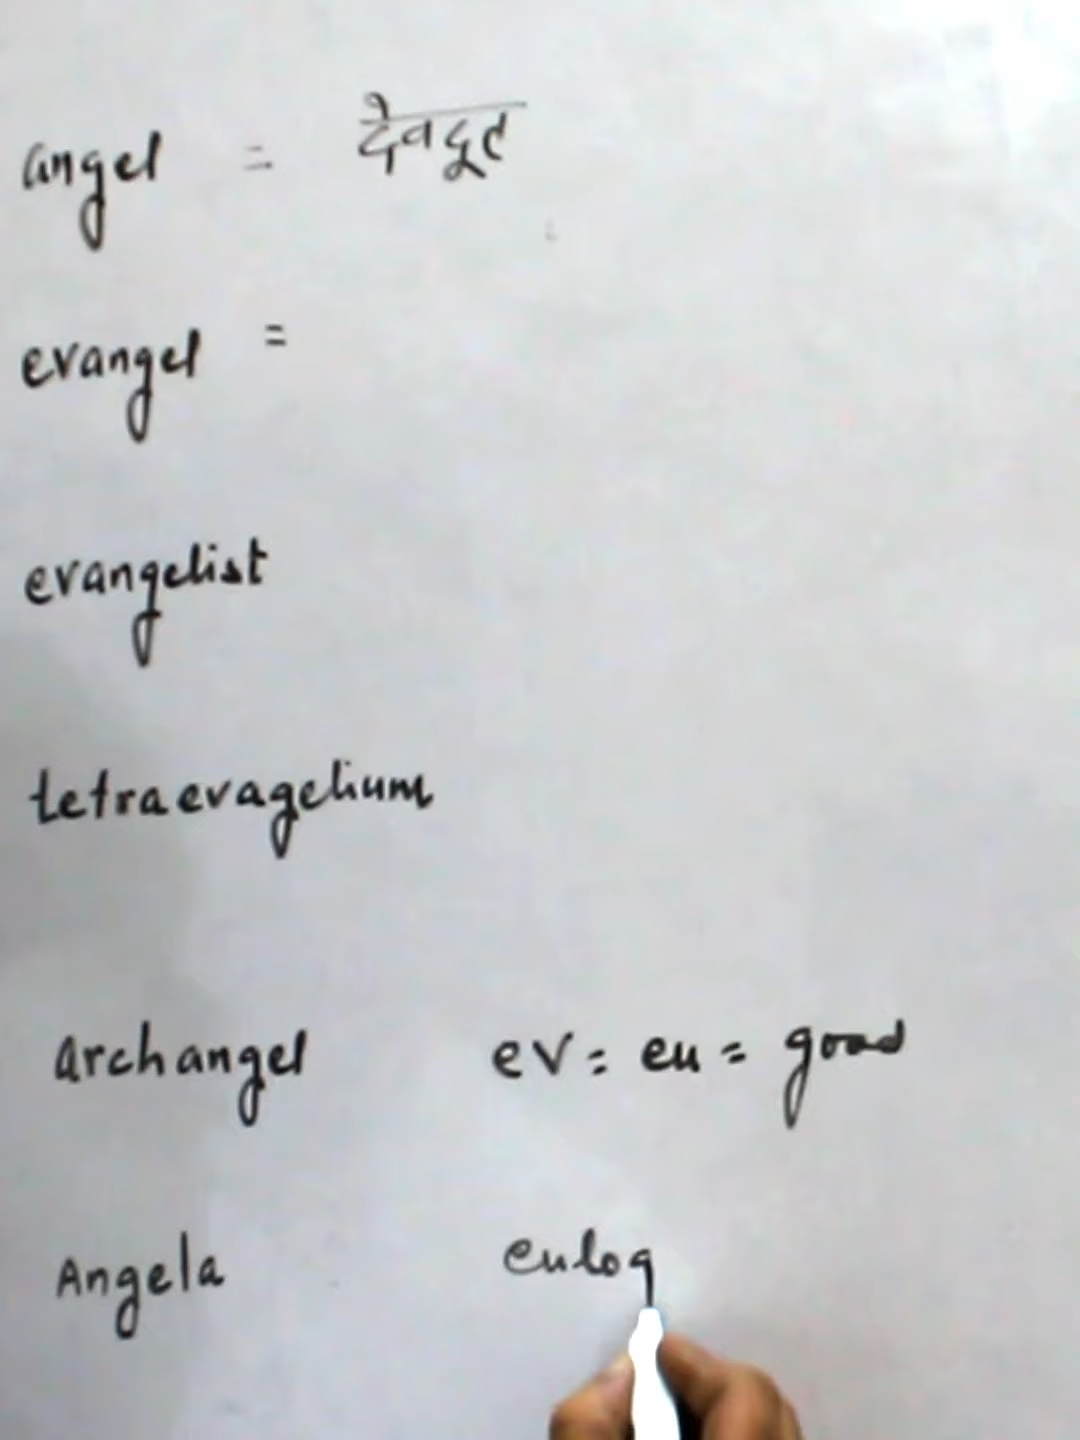 angel = देवदूत
evangel =
evangelist
tetraevagelium
archangel ev = eu = good
Angela eulog